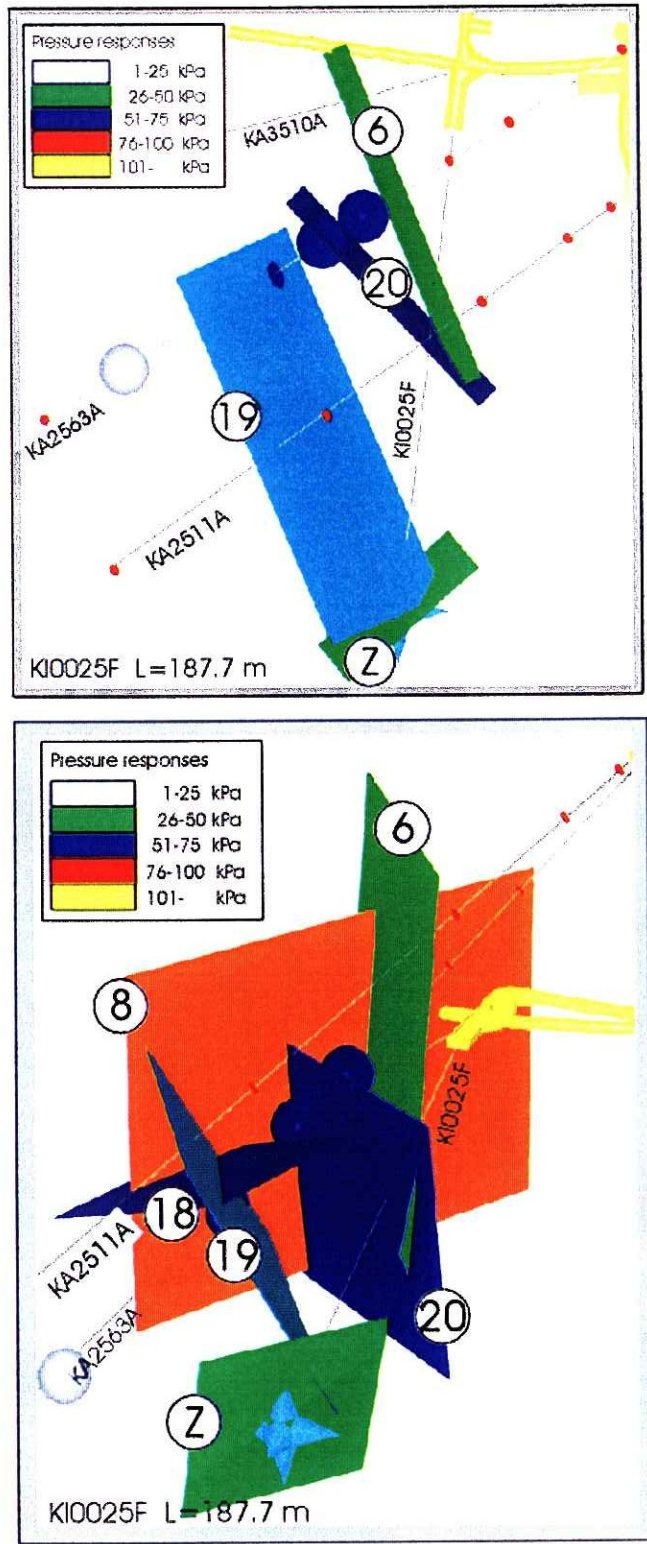 Pressure responses
1-25 kPa
26-50 kPa
51-75 kPa
76-100 kPa
101- kPa
KA3510A
6
20
19
KI0025F
KA2563A
KA2511A
Z
KI0025F L=187.7 m
Pressure responses
1-25 kPa
26-50 kPa
51-75 kPa
76-100 kPa
101- kPa
6
8
KI0025F
18
19
KA2511A
KA2563A
20
Z
KI0025F L=187.7 m